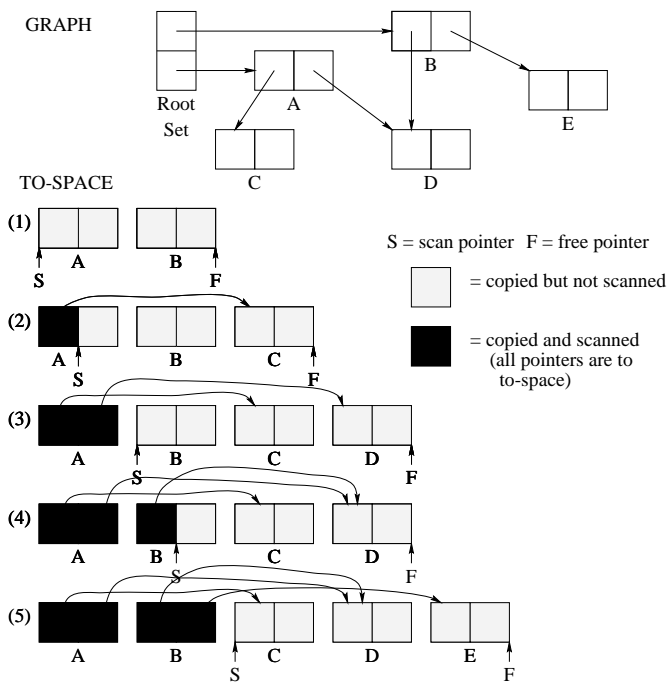 GRAPH
B
Root
Set
A
E
C
D
TO-SPACE
(1)
S
A
B
F
S = scan pointer F = free pointer
= copied but not scanned
(2)
A
S
B
C
F
= copied and scanned
(all pointers are to
to-space)
(3)
A
S
B
C
D
F
(4)
A
B
S
C
D
F
(5)
A
B
S
C
D
E
F